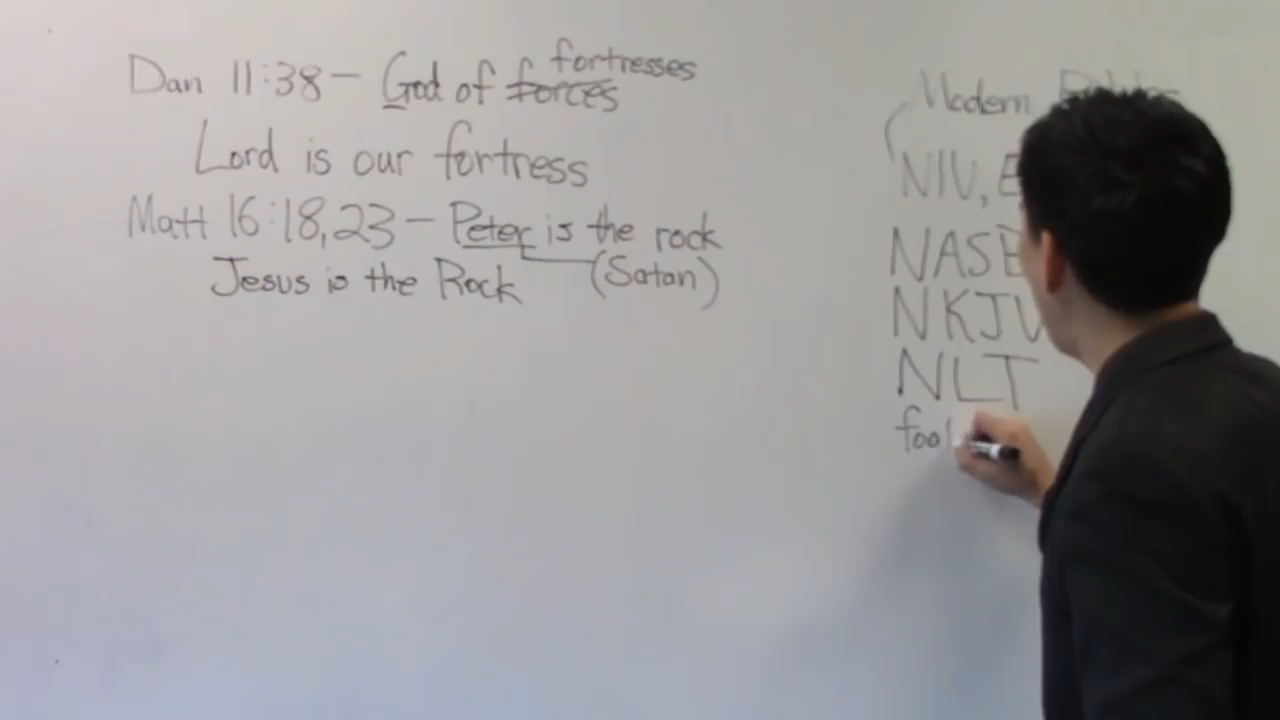 Dan 11:38 - God of forces fortresses
Lord is our fortress
Matt 16:18,23 - Peter is the rock
(Satan)
Jesus is the Rock
Modern
NIV, E
NASB
NKJV
NLT
foo